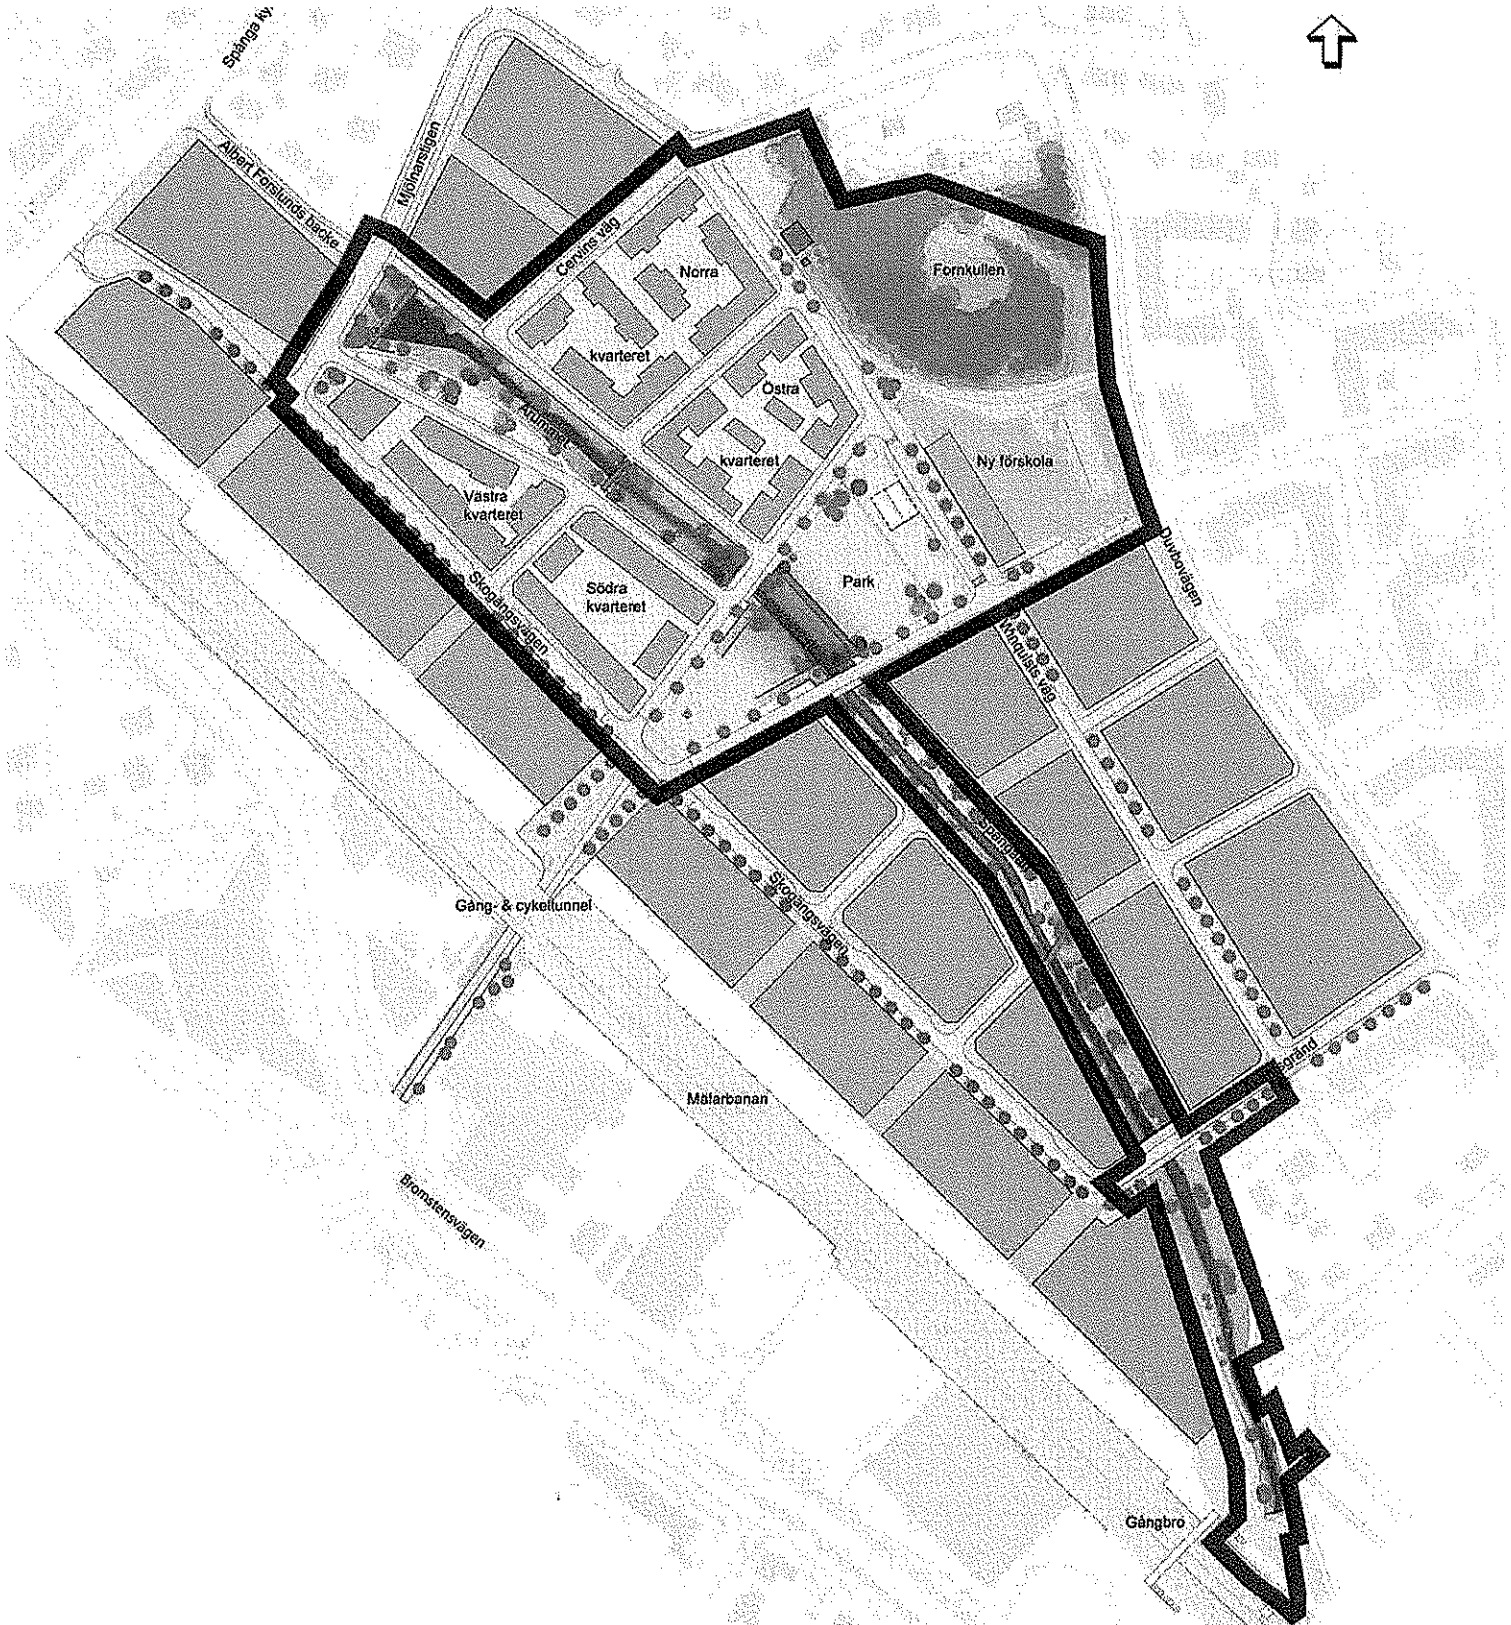 Spånga ky
Albert Forslunds backe
Mjölnarstigen
Cervins väg
Norra
kvarteret
Fornkullen
Östra
kvarteret
Ny förskola
Västra
kvarteret
Park
Duvbovägen
Södra
kvarteret
Skogängsvägen
Skogängsvägen
Gång- & cykeltunnel
Mälarbanan
Bromstensvägen
Gångbro